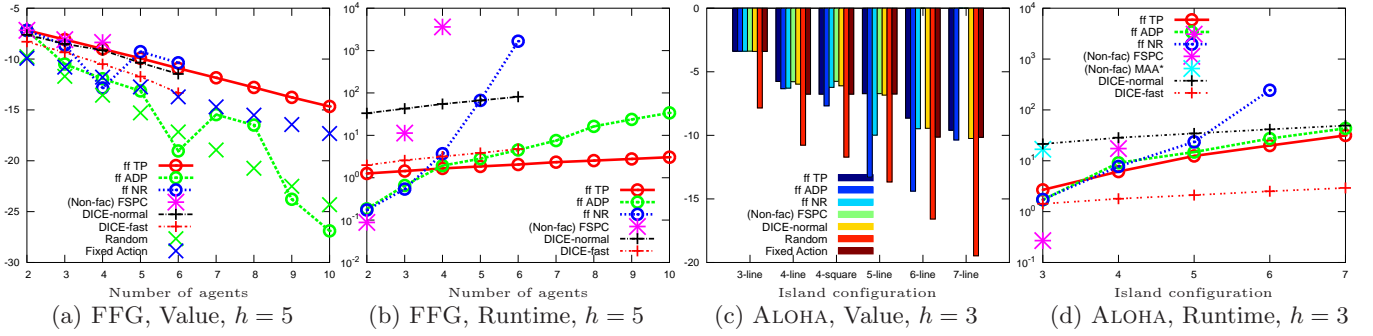 -5
-10
-15
-20
-25
-30
2 3 4 5 6 7 8 9 10
ff TP
ff ADP
ff NR
(Non-fac) FSPC
DICE-normal
DICE-fast
Random
Fixed Action
Number of agents
(a) FFG, Value, h = 5
10^4
10^3
10^2
10^1
10^0
10^-1
10^-2
2 3 4 5 6 7 8 9 10
ff TP
ff ADP
ff NR
(Non-fac) FSPC
DICE-normal
DICE-fast
Number of agents
(b) FFG, Runtime, h = 5
0
-5
-10
-15
-20
3-line 4-line 4-square 5-line 6-line 7-line
ff TP
ff ADP
ff NR
(Non-fac) FSPC
DICE-normal
Random
Fixed Action
Island configuration
(c) ALOHA, Value, h = 3
ff TP
ff ADP
ff NR
(Non-fac) FSPC
(Non-fac) MAA*
DICE-normal
DICE-fast
10^4
10^3
10^2
10^1
10^0
10^-1
3 4 5 6 7
Island configuration
(d) ALOHA, Runtime, h = 3